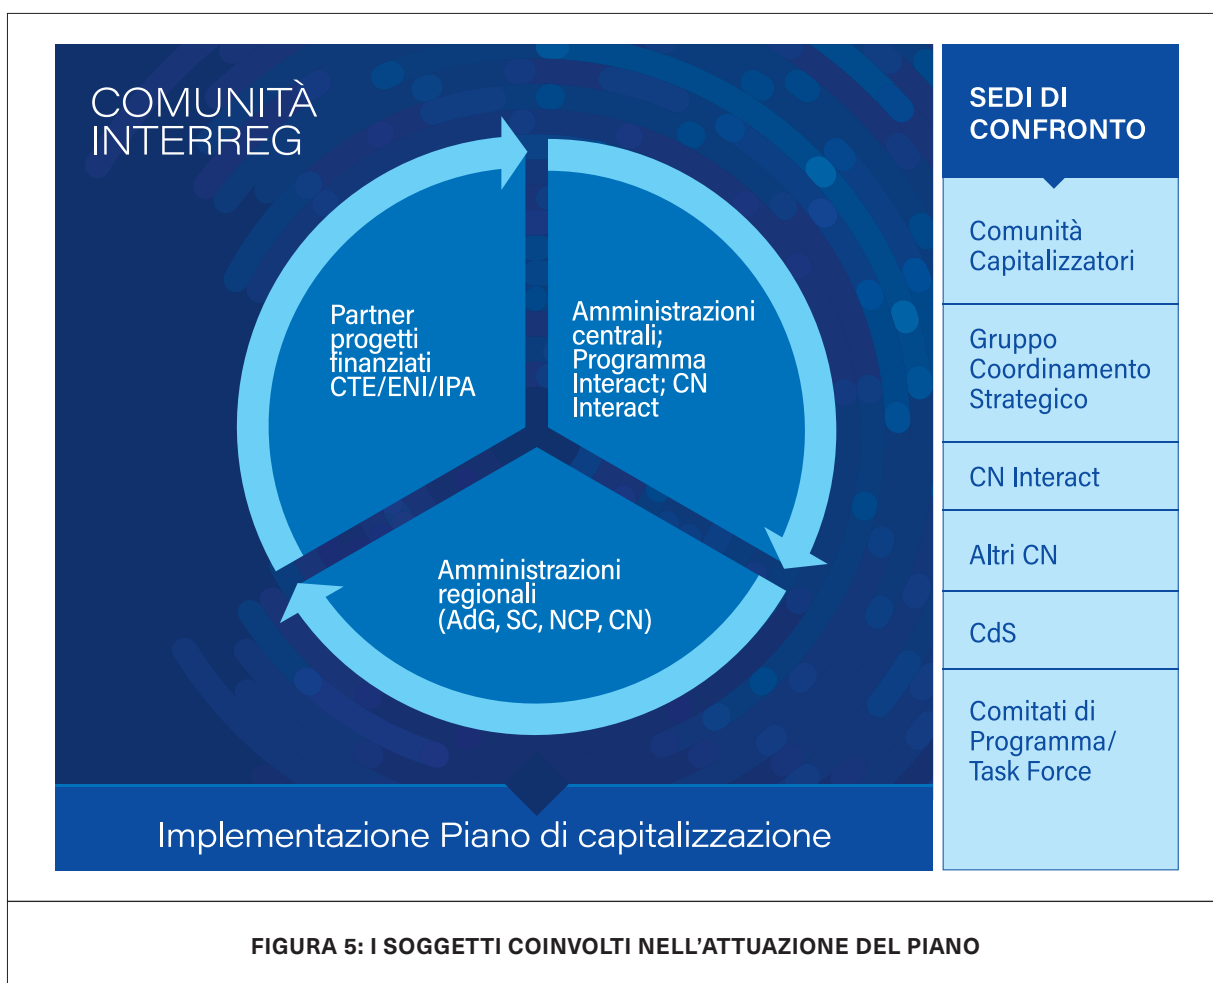 COMUNITÀ
INTERREG
Partner
progetti
finanziati
CTE/ENI/IPA
Amministrazioni
centrali;
Programma
Interact; CN
Interact
Amministrazioni
regionali
(AdG, SC, NCP, CN)
Implementazione Piano di capitalizzazione
SEDI DI
CONFRONTO
Comunità
Capitalizzatori
Gruppo
Coordinamento
Strategico
CN Interact
Altri CN
CdS
Comitati di
Programma/
Task Force
FIGURA 5: I SOGGETTI COINVOLTI NELL'ATTUAZIONE DEL PIANO